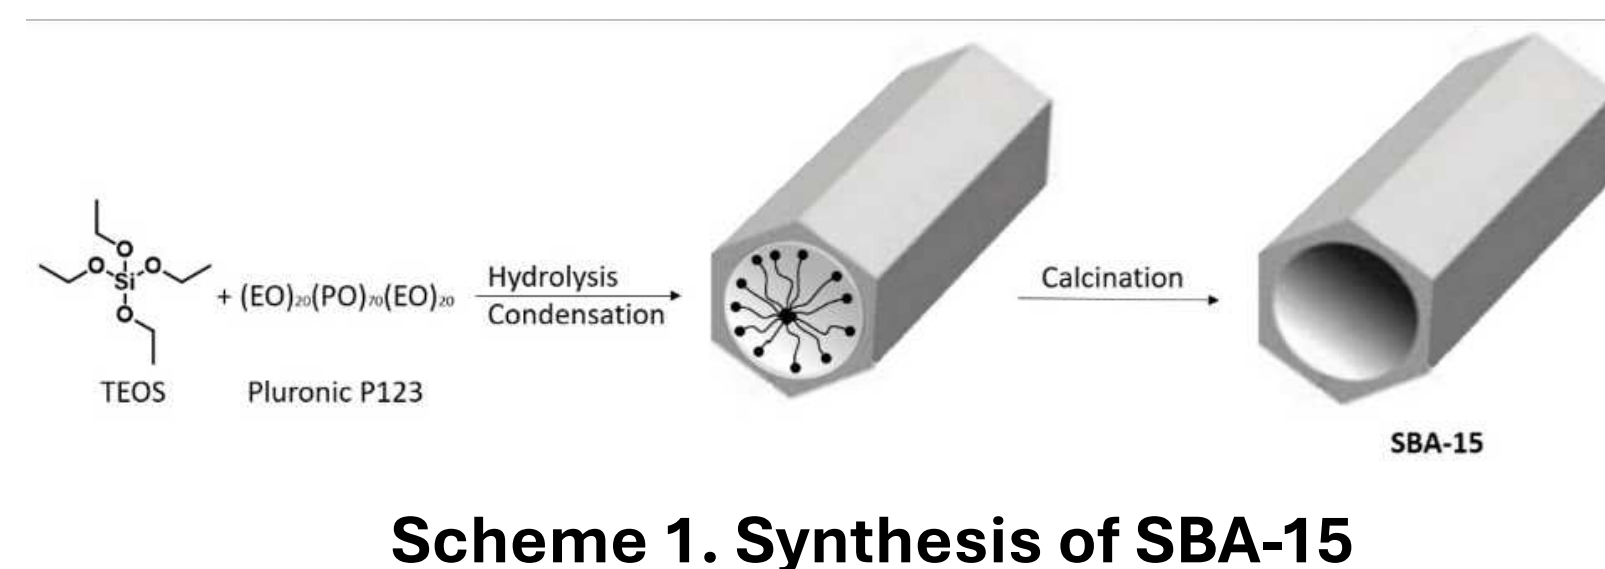 O
O Si O
O
TEOS
+ (EO)₂₀(PO)₇₀(EO)₂₀
Pluronic P123
Hydrolysis
Condensation
Calcination
SBA-15
Scheme 1. Synthesis of SBA-15